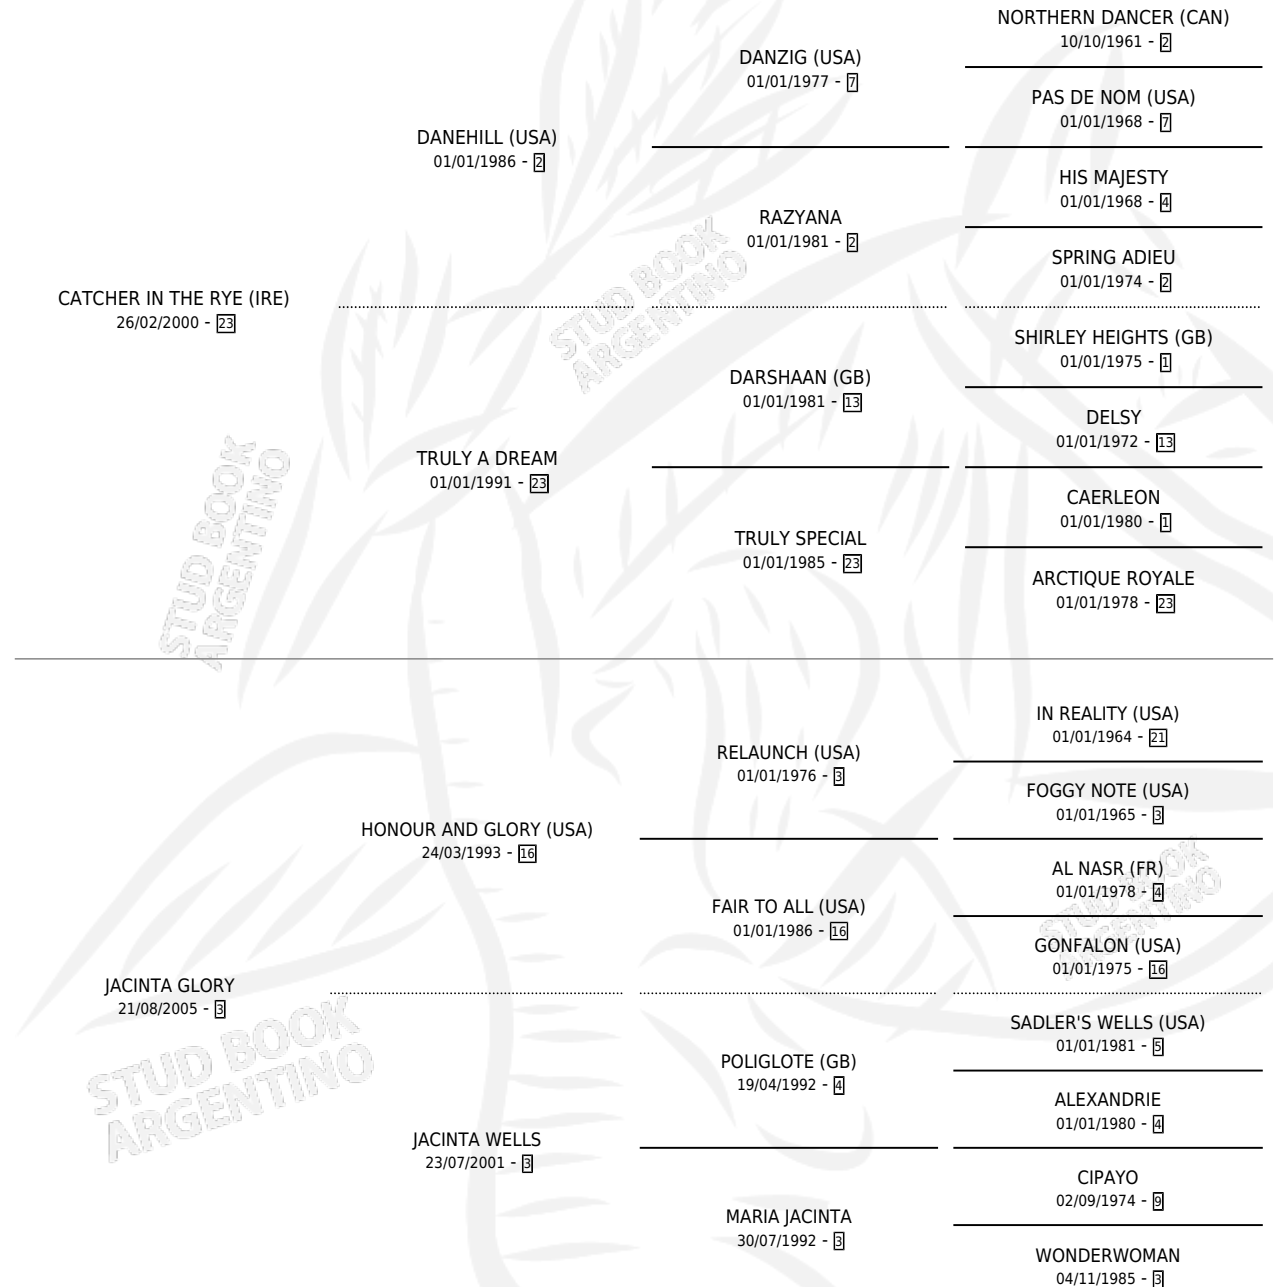 NORTHERN DANCER (CAN)
10/10/1961 - 2
DANZIG (USA)
01/01/1977 - 7
PAS DE NOM (USA)
01/01/1968 - 7
DANEHILL (USA)
01/01/1986 - 2
HIS MAJESTY
01/01/1968 - 4
RAZYANA
01/01/1981 - 2
SPRING ADIEU
01/01/1974 - 2
CATCHER IN THE RYE (IRE)
26/02/2000 - 23
STUD BOOK
ARGENTINO
SHIRLEY HEIGHTS (GB)
01/01/1975 - 1
DARSHAAN (GB)
01/01/1981 - 13
DELSY
01/01/1972 - 13
TRULY A DREAM
01/01/1991 - 23
CAERLEON
01/01/1980 - 1
TRULY SPECIAL
01/01/1985 - 23
ARCTIQUE ROYALE
01/01/1978 - 23
STUD BOOK
ARGENTINO
IN REALITY (USA)
01/01/1964 - 21
RELAUNCH (USA)
01/01/1976 - 3
FOGGY NOTE (USA)
01/01/1965 - 3
HONOUR AND GLORY (USA)
24/03/1993 - 16
AL NASR (FR)
01/01/1978 - 4
FAIR TO ALL (USA)
01/01/1986 - 16
STUD BOOK
ARGENTINO
GONFALON (USA)
01/01/1975 - 16
JACINTA GLORY
21/08/2005 - 3
STUD BOOK
ARGENTINO
SADLER'S WELLS (USA)
01/01/1981 - 5
POLIGLOTE (GB)
19/04/1992 - 4
ALEXANDRIE
01/01/1980 - 4
JACINTA WELLS
23/07/2001 - 3
CIPAYO
02/09/1974 - 9
MARIA JACINTA
30/07/1992 - 3
WONDERWOMAN
04/11/1985 - 3